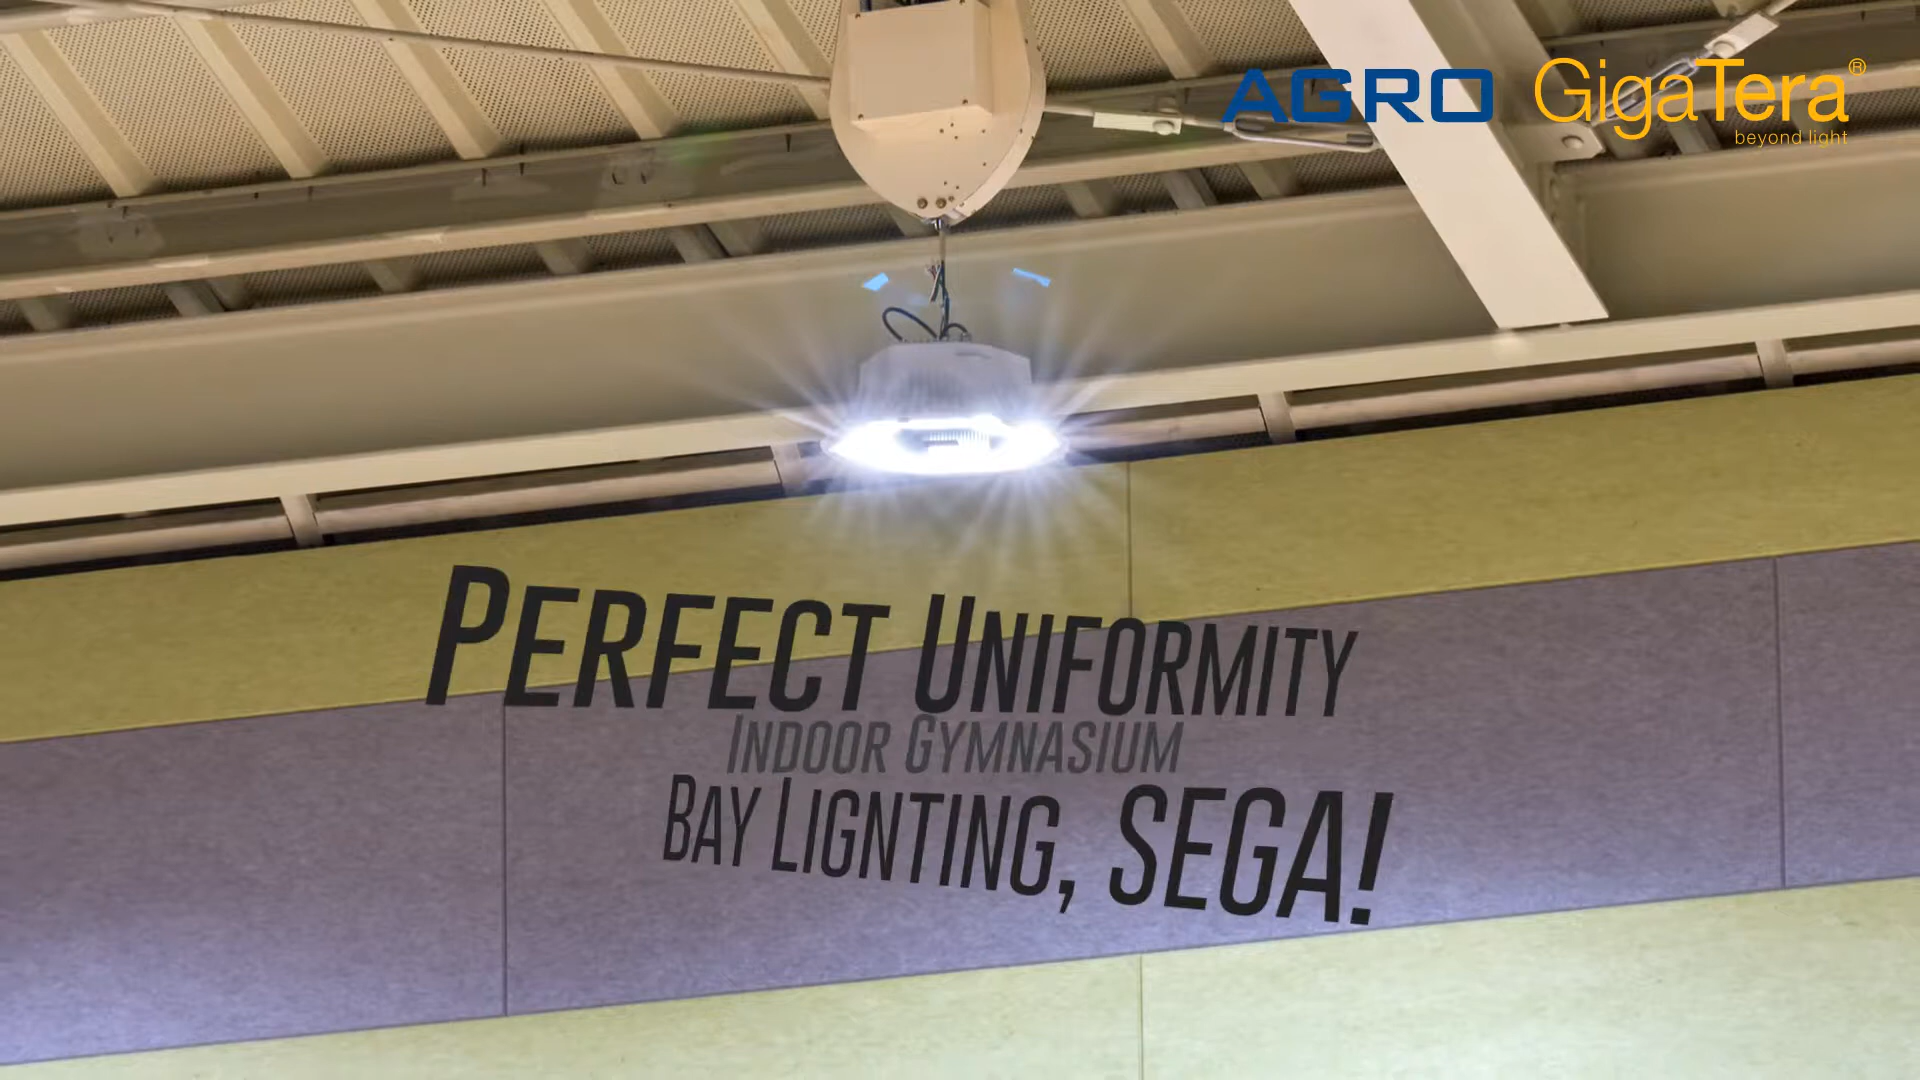 AGRO GigaTera®
beyond light
PERFECT UNIFORMITY
INDOOR GYMNASIUM
BAY LIGNTING, SEGA!